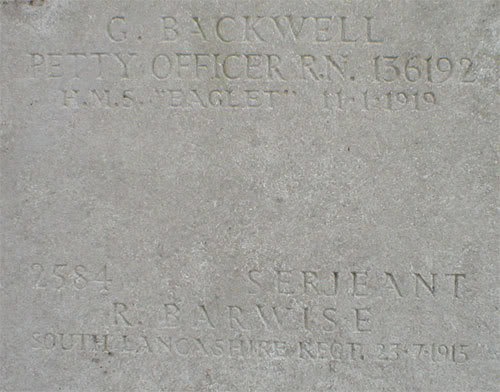 G. BACKWELL
PETTY OFFICER R.N. 136192
H.M.S. "EAGLET" 11·1·1919
2584 SERJEANT
R. BARWISE
SOUTH LANCASHIRE REGT. 23·7·1915